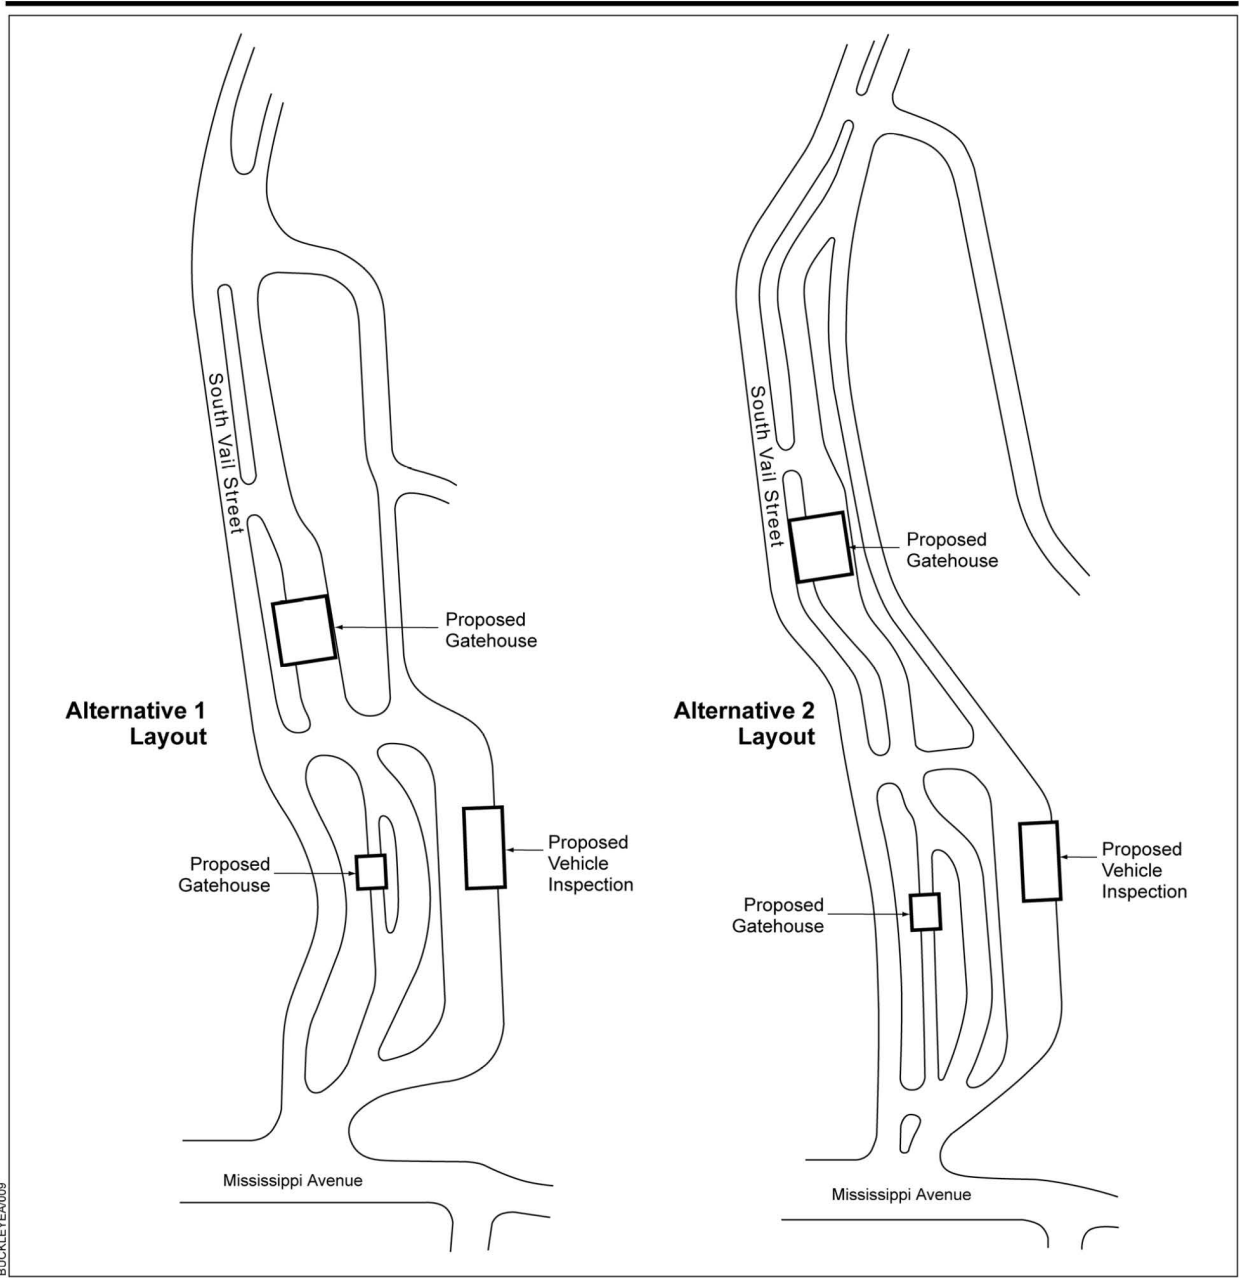 South Vail Street
Proposed
Gatehouse
Alternative 1
Layout
Proposed
Gatehouse
Proposed
Vehicle
Inspection
Mississippi Avenue
South Vail Street
Proposed
Gatehouse
Alternative 2
Layout
Proposed
Gatehouse
Proposed
Vehicle
Inspection
Mississippi Avenue
BUCKLEYEA/009